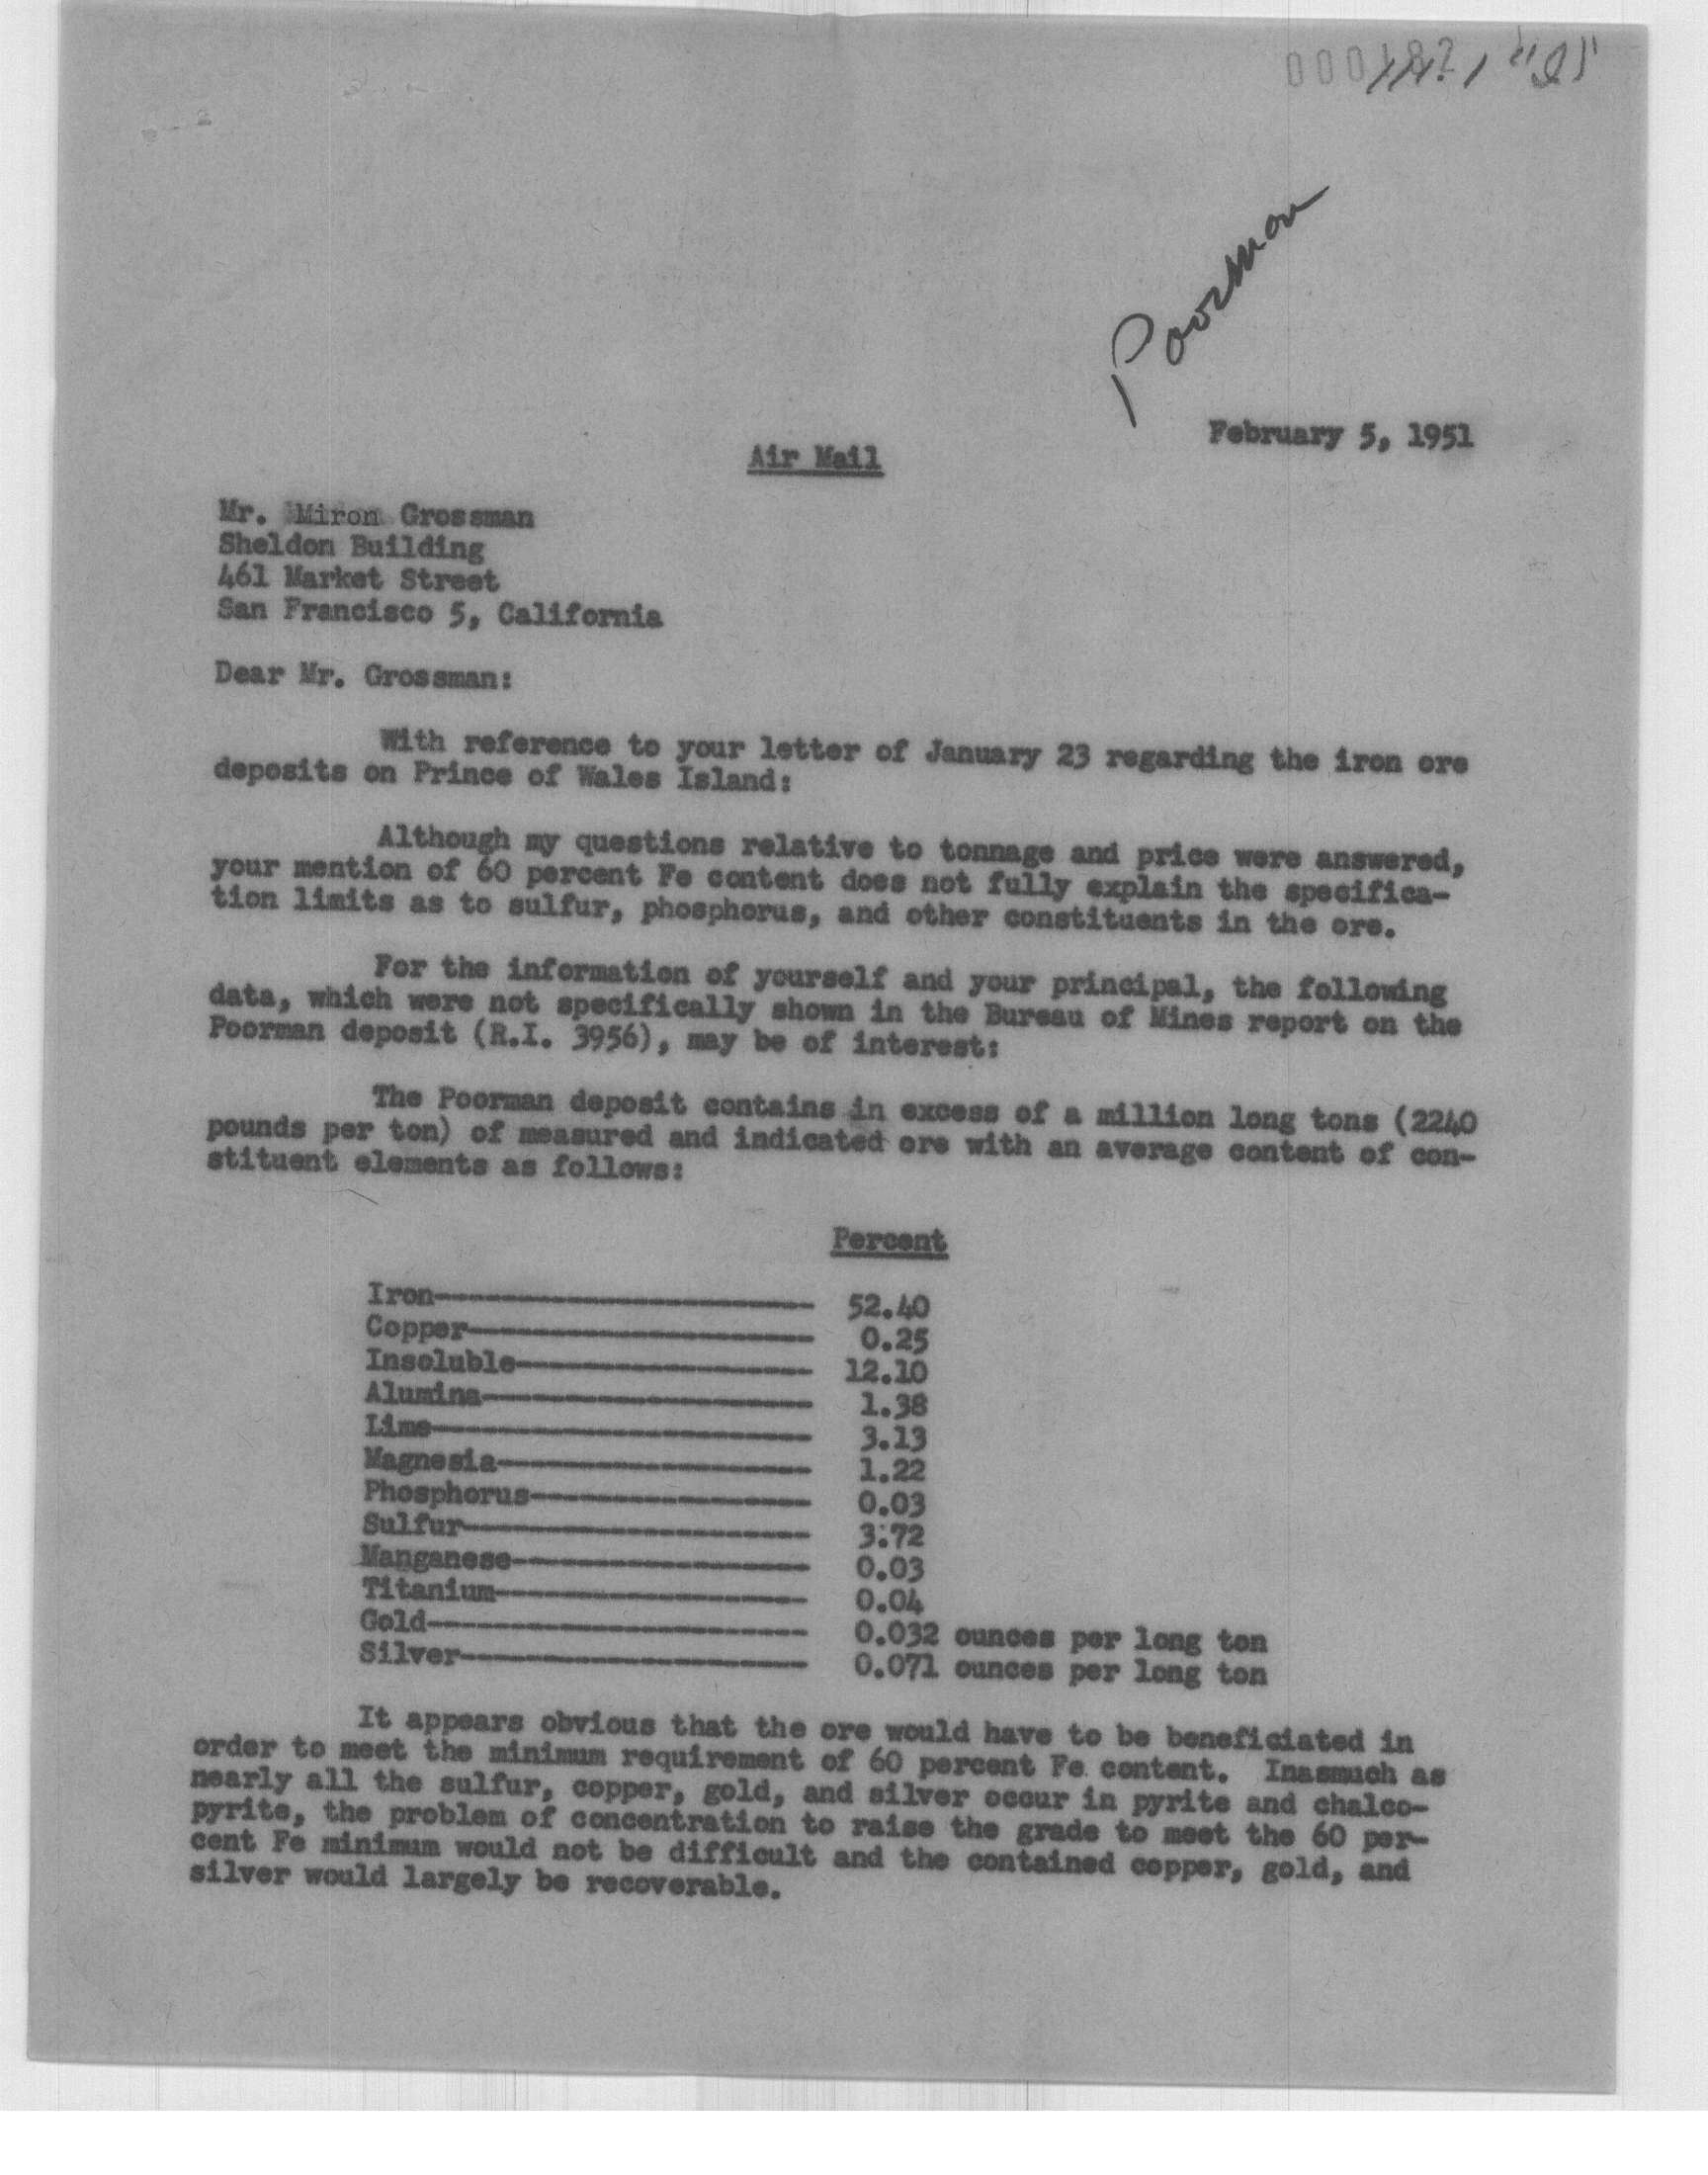 Poorman
February 5, 1951
Air Mail
Mr. Miron Grossman
Sheldon Building
461 Market Street
San Francisco 5, California
Dear Mr. Grossman:
With reference to your letter of January 23 regarding the iron ore
deposits on Prince of Wales Island:
Although my questions relative to tonnage and price were answered,
your mention of 60 percent Fe content does not fully explain the specifica-
tion limits as to sulfur, phosphorus, and other constituents in the ore.
For the information of yourself and your principal, the following
data, which were not specifically shown in the Bureau of Mines report on the
Poorman deposit (R.I. 3956), may be of interest:
The Poorman deposit contains in excess of a million long tons (2240
pounds per ton) of measured and indicated ore with an average content of con-
stituent elements as follows:
Percent
Iron---------------------- 52.40
Copper-------------------- 0.25
Insoluble----------------- 12.10
Alumina------------------- 1.38
Lime---------------------- 3.13
Magnesia------------------ 1.22
Phosphorus---------------- 0.03
Sulfur-------------------- 3.72
Manganese----------------- 0.03
Titanium------------------ 0.04
Gold---------------------- 0.032 ounces per long ton
Silver-------------------- 0.071 ounces per long ton
It appears obvious that the ore would have to be beneficiated in
order to meet the minimum requirement of 60 percent Fe content. Inasmuch as
nearly all the sulfur, copper, gold, and silver occur in pyrite and chalco-
pyrite, the problem of concentration to raise the grade to meet the 60 per-
cent Fe minimum would not be difficult and the contained copper, gold, and
silver would largely be recoverable.